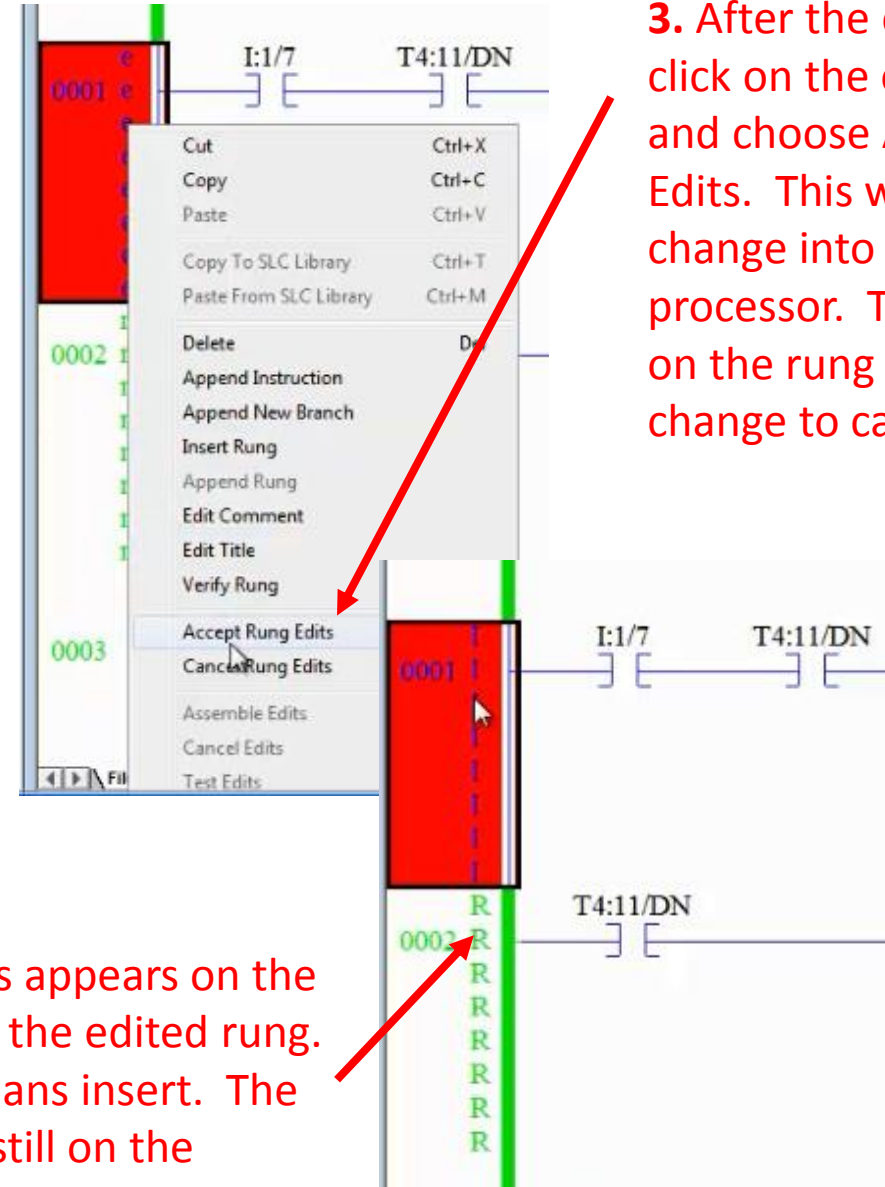 3. After the
click on the
and choose
Edits. This
change into
processor.
on the rung
change to
I:1/7 T4:11/DN
0001
e
e
e
Cut Ctrl+X
Copy Ctrl+C
Paste Ctrl+V
Copy To SLC Library Ctrl+T
Paste From SLC Library Ctrl+M
Delete
Append Instruction
Append New Branch
Insert Rung
Append Rung
Edit Comment
Edit Title
Verify Rung
Accept Rung Edits
Rung Edits
Assemble Edits
Cancel Edits
Test Edits
0002
0003
I:1/7 T4:11/DN
0001
I
I
I
I
I
I
I
T4:11/DN
0002
R
R
R
R
R
R
R
R
appears on the
the edited rung.
insert. The
still on the